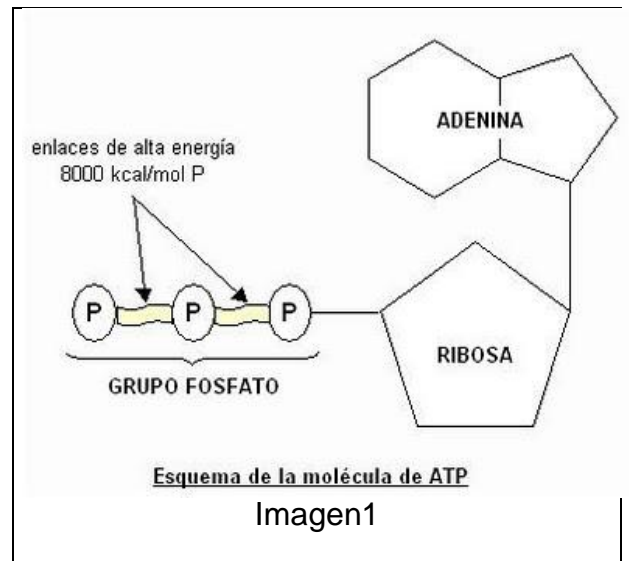 ADENINA
enlaces de alta energía
8000 kcal/mol P
P
P
P
GRUPO FOSFATO
RIBOSA
Esquema de la molécula de ATP
Imagen1